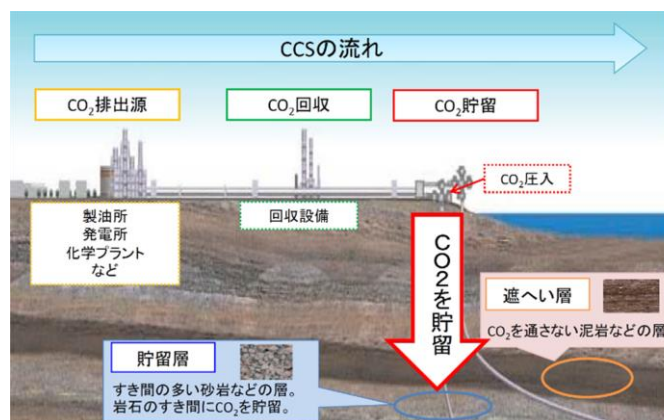 CCSの流れ
CO₂排出源
CO₂回収
CO₂貯留
CO₂圧入
製油所
発電所
化学プラント
など
回収設備
CO2を貯留
遮へい層
CO₂を通さない泥岩などの層
貯留層
すき間の多い砂岩などの層。
岩石のすき間にCO₂を貯留。